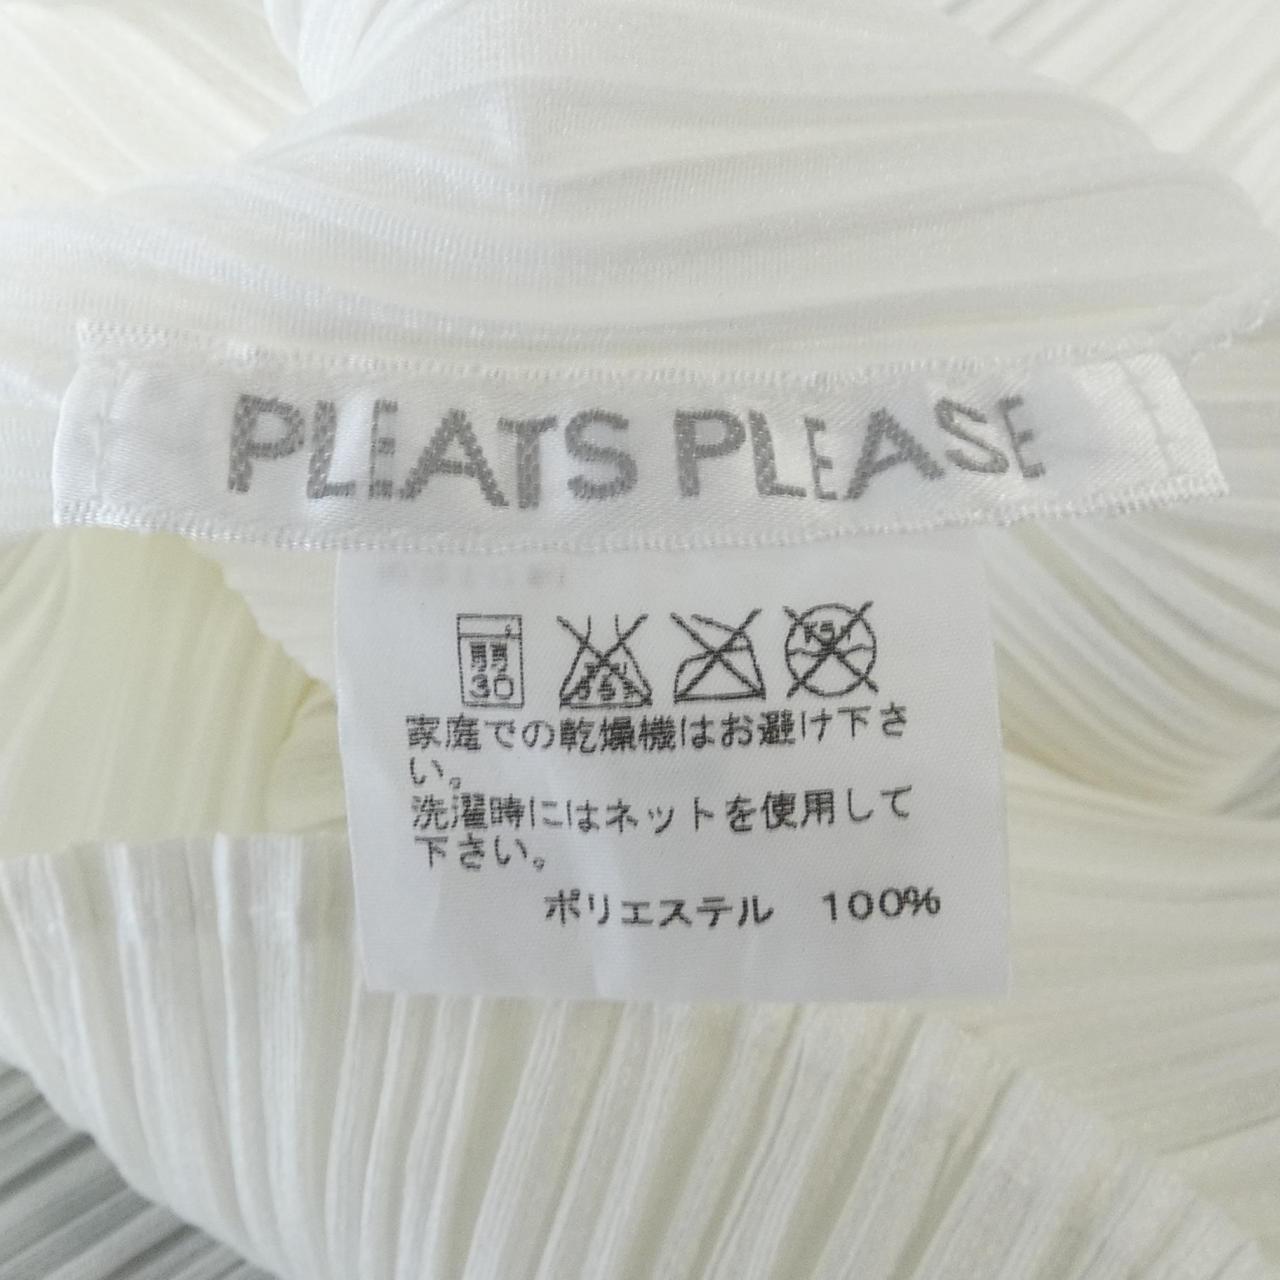 PLEATS PLEASE
弱
30
家庭での乾燥機はお避け下さ
い。
洗濯時にはネットを使用して
下さい。
ポリエステル 100%